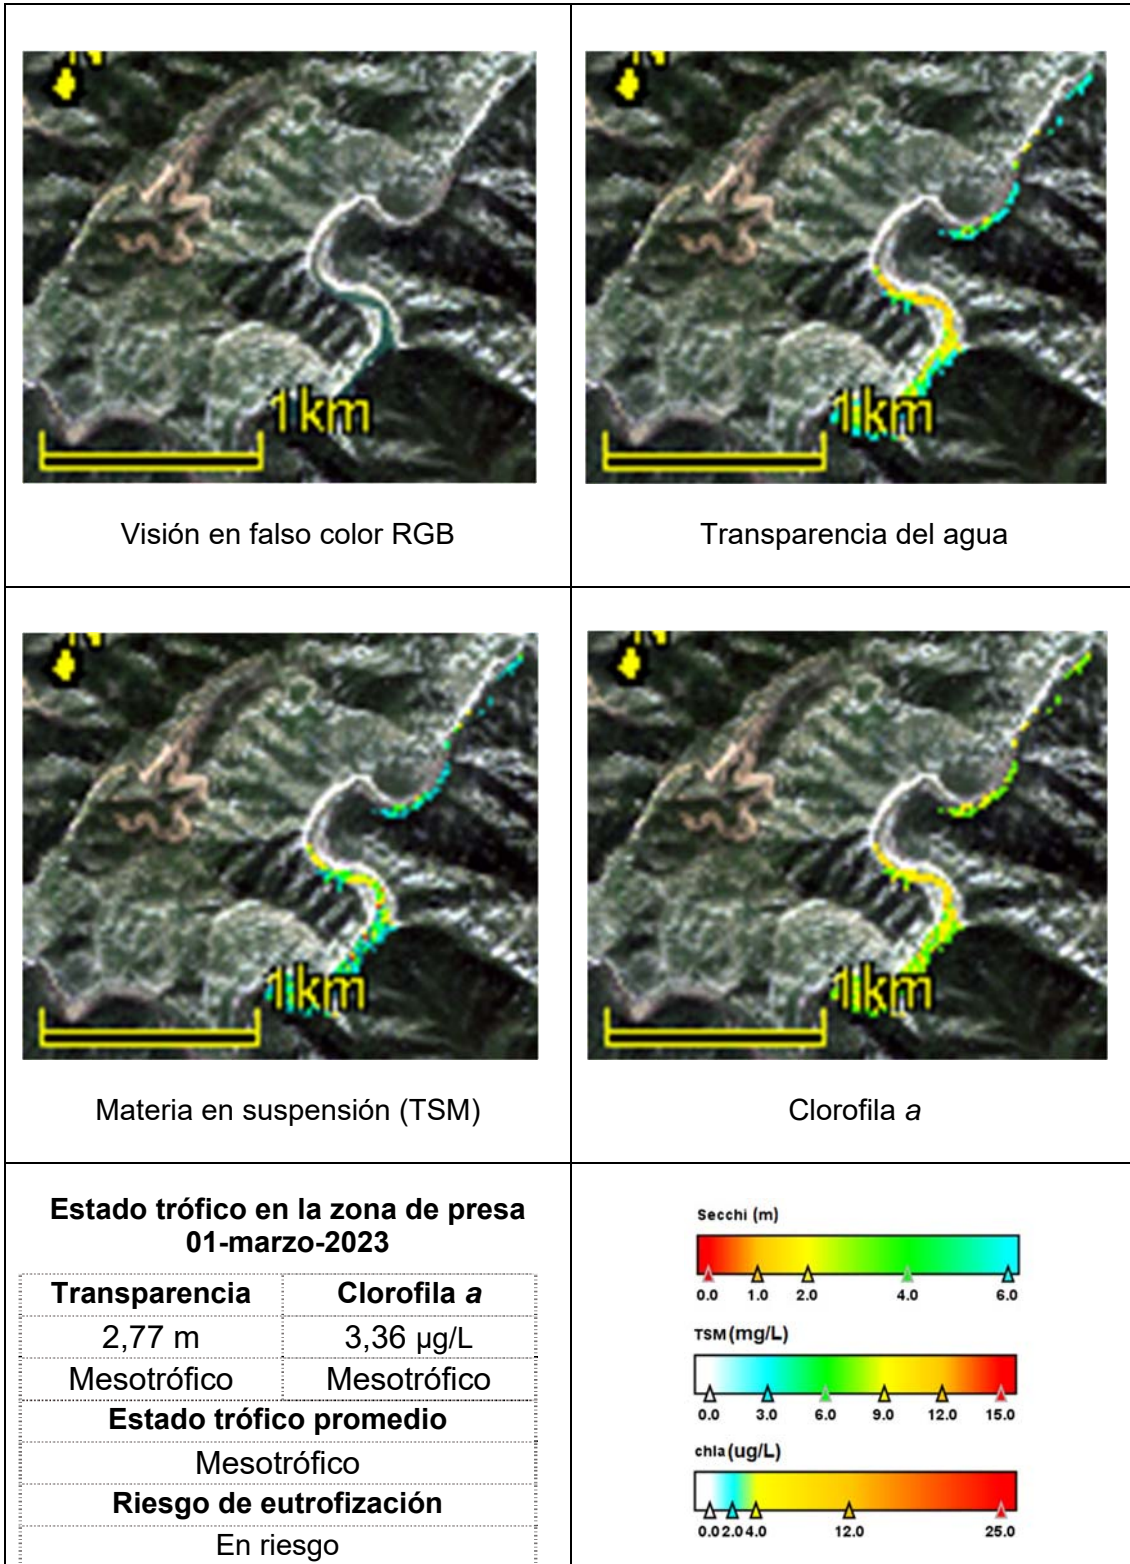 N
1km
Visión en falso color RGB
N
1km
Transparencia del agua
N
1km
Materia en suspensión (TSM)
N
1km
Clorofila a
Estado trófico en la zona de presa
01-marzo-2023
Transparencia Clorofila a
2,77 m 3,36 µg/L
Mesotrófico Mesotrófico
Estado trófico promedio
Mesotrófico
Riesgo de eutrofización
En riesgo
Secchi (m)
0.0 1.0 2.0 4.0 6.0
TSM (mg/L)
0.0 3.0 6.0 9.0 12.0 15.0
chla (ug/L)
0.0 2.0 4.0 12.0 25.0